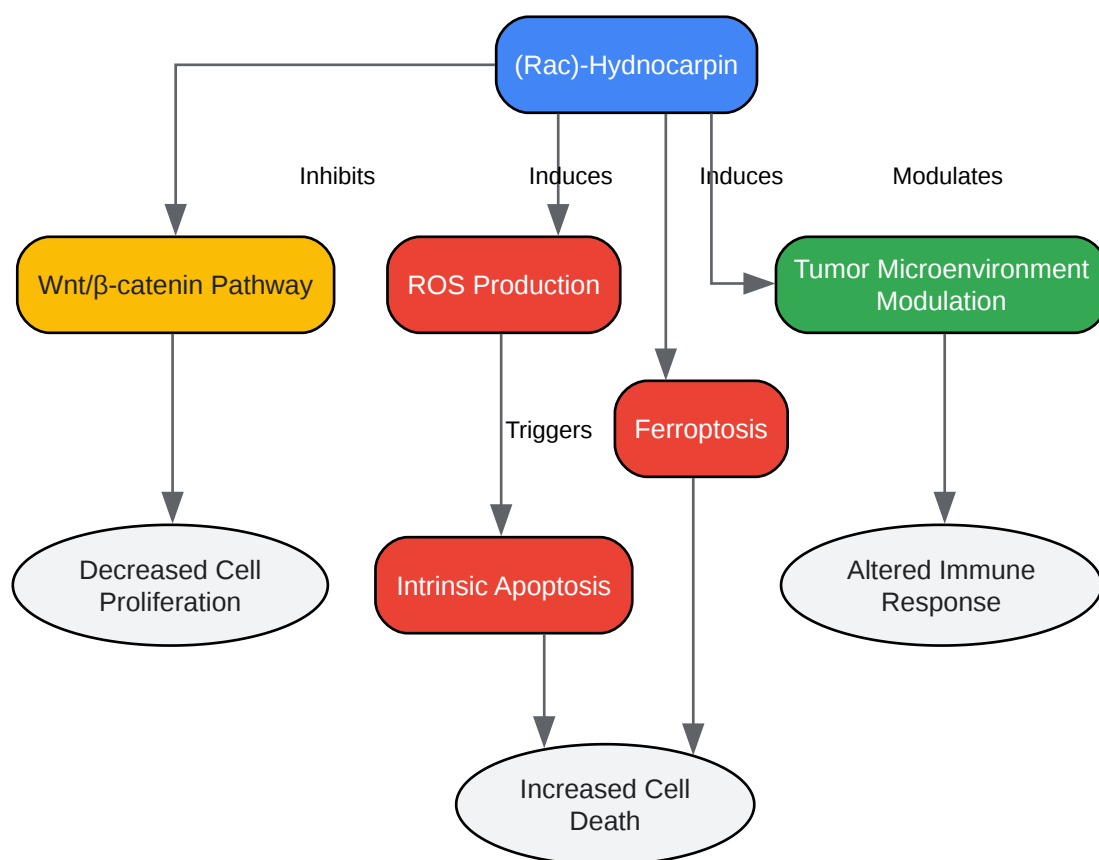 (Rac)-Hydnocarpin
Inhibits
Induces
Induces
Modulates
Wnt/β-catenin Pathway
ROS Production
Tumor Microenvironment
Modulation
Triggers
Ferroptosis
Decreased Cell
Proliferation
Intrinsic Apoptosis
Altered Immune
Response
Increased Cell
Death